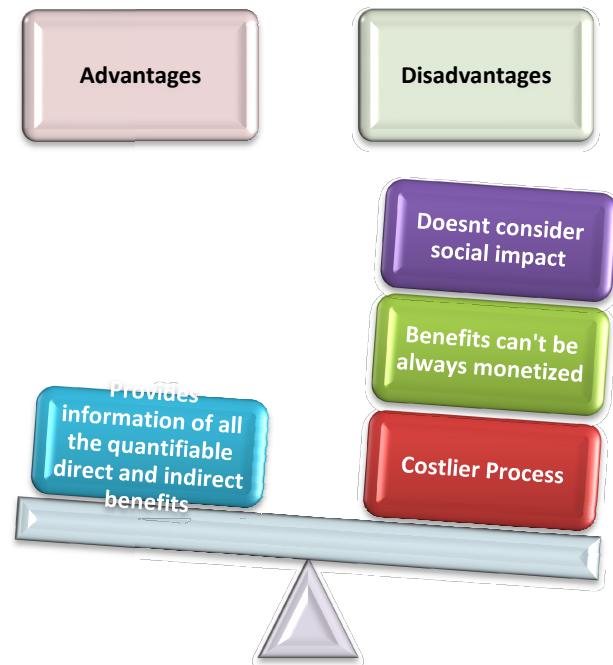 Advantages
Disadvantages
Doesnt consider
social impact
Benefits can't be
always monetized
Provides
information of all
the quantifiable
direct and indirect
benefits
Costlier Process